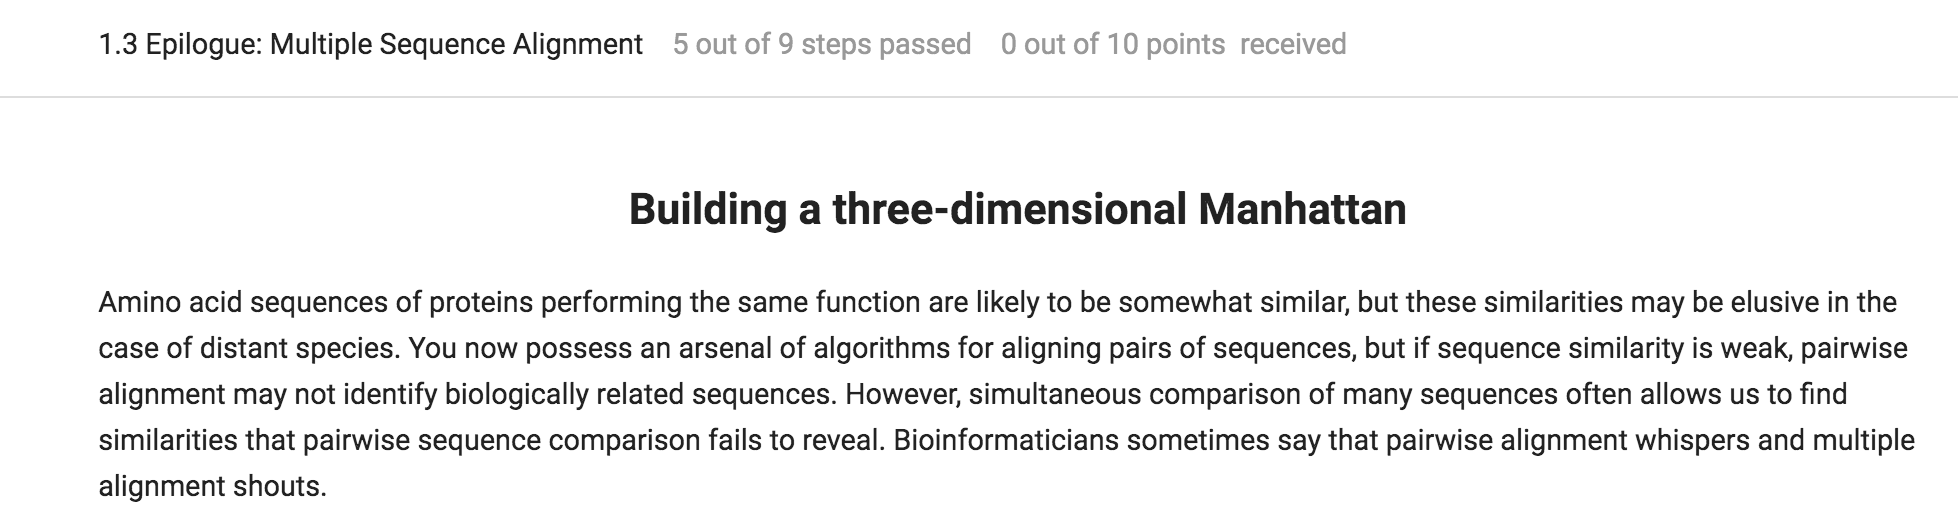 1.3 Epilogue: Multiple Sequence Alignment 5 out of 9 steps passed 0 out of 10 points received
Building a three-dimensional Manhattan
Amino acid sequences of proteins performing the same function are likely to be somewhat similar, but these similarities may be elusive in the
case of distant species. You now possess an arsenal of algorithms for aligning pairs of sequences, but if sequence similarity is weak, pairwise
alignment may not identify biologically related sequences. However, simultaneous comparison of many sequences often allows us to find
similarities that pairwise sequence comparison fails to reveal. Bioinformaticians sometimes say that pairwise alignment whispers and multiple
alignment shouts.